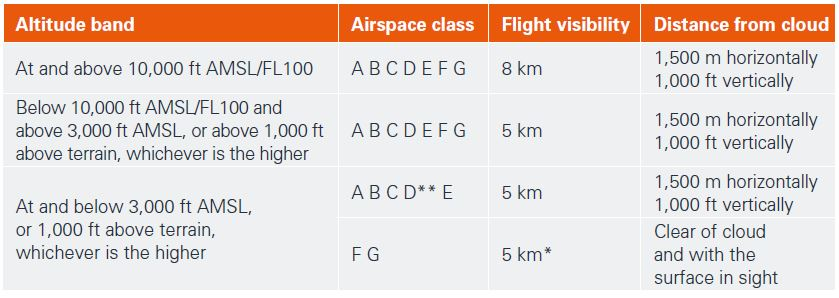 Altitude band Airspace class Flight visibility Distance from cloud
At and above 10,000 ft AMSL/FL100 A B C D E F G 8 km 1,500 m horizontally
1,000 ft vertically
Below 10,000 ft AMSL/FL100 and
above 3,000 ft AMSL, or above 1,000 ft
above terrain, whichever is the higher
A B C D E F G 5 km 1,500 m horizontally
1,000 ft vertically
At and below 3,000 ft AMSL,
or 1,000 ft above terrain,
whichever is the higher
A B C D** E 5 km 1,500 m horizontally
1,000 ft vertically
F G 5 km* Clear of cloud
and with the
surface in sight